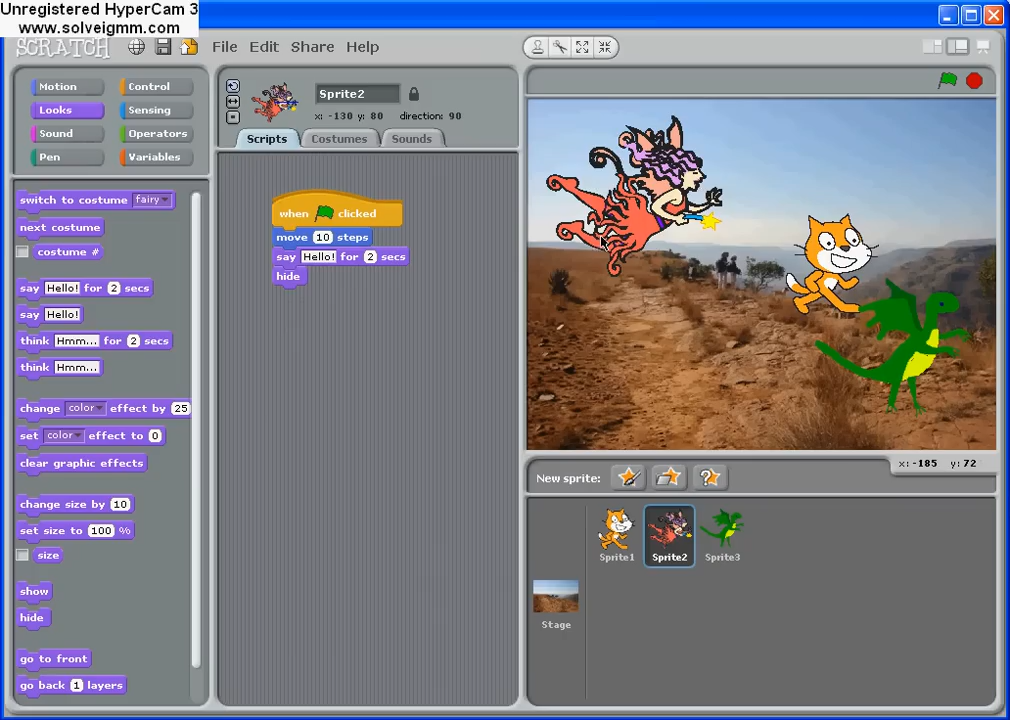 Unregistered HyperCam 3
www.solveigmm.com
SCRATCH
File Edit Share Help
Motion Control
Looks Sensing
Sound Operators
Pen Variables
Sprite2
x: -130 y: 80 direction: 90
Scripts Costumes Sounds
switch to costume fairy
next costume
costume #
say Hello! for 2 secs
say Hello!
think Hmm... for 2 secs
think Hmm...
change color effect by 25
set color effect to 0
clear graphic effects
change size by 10
set size to 100 %
size
show
hide
go to front
go back 1 layers
when clicked
move 10 steps
say Hello! for 2 secs
hide
x: -185 y: 72
New sprite:
Sprite1 Sprite2 Sprite3
Stage